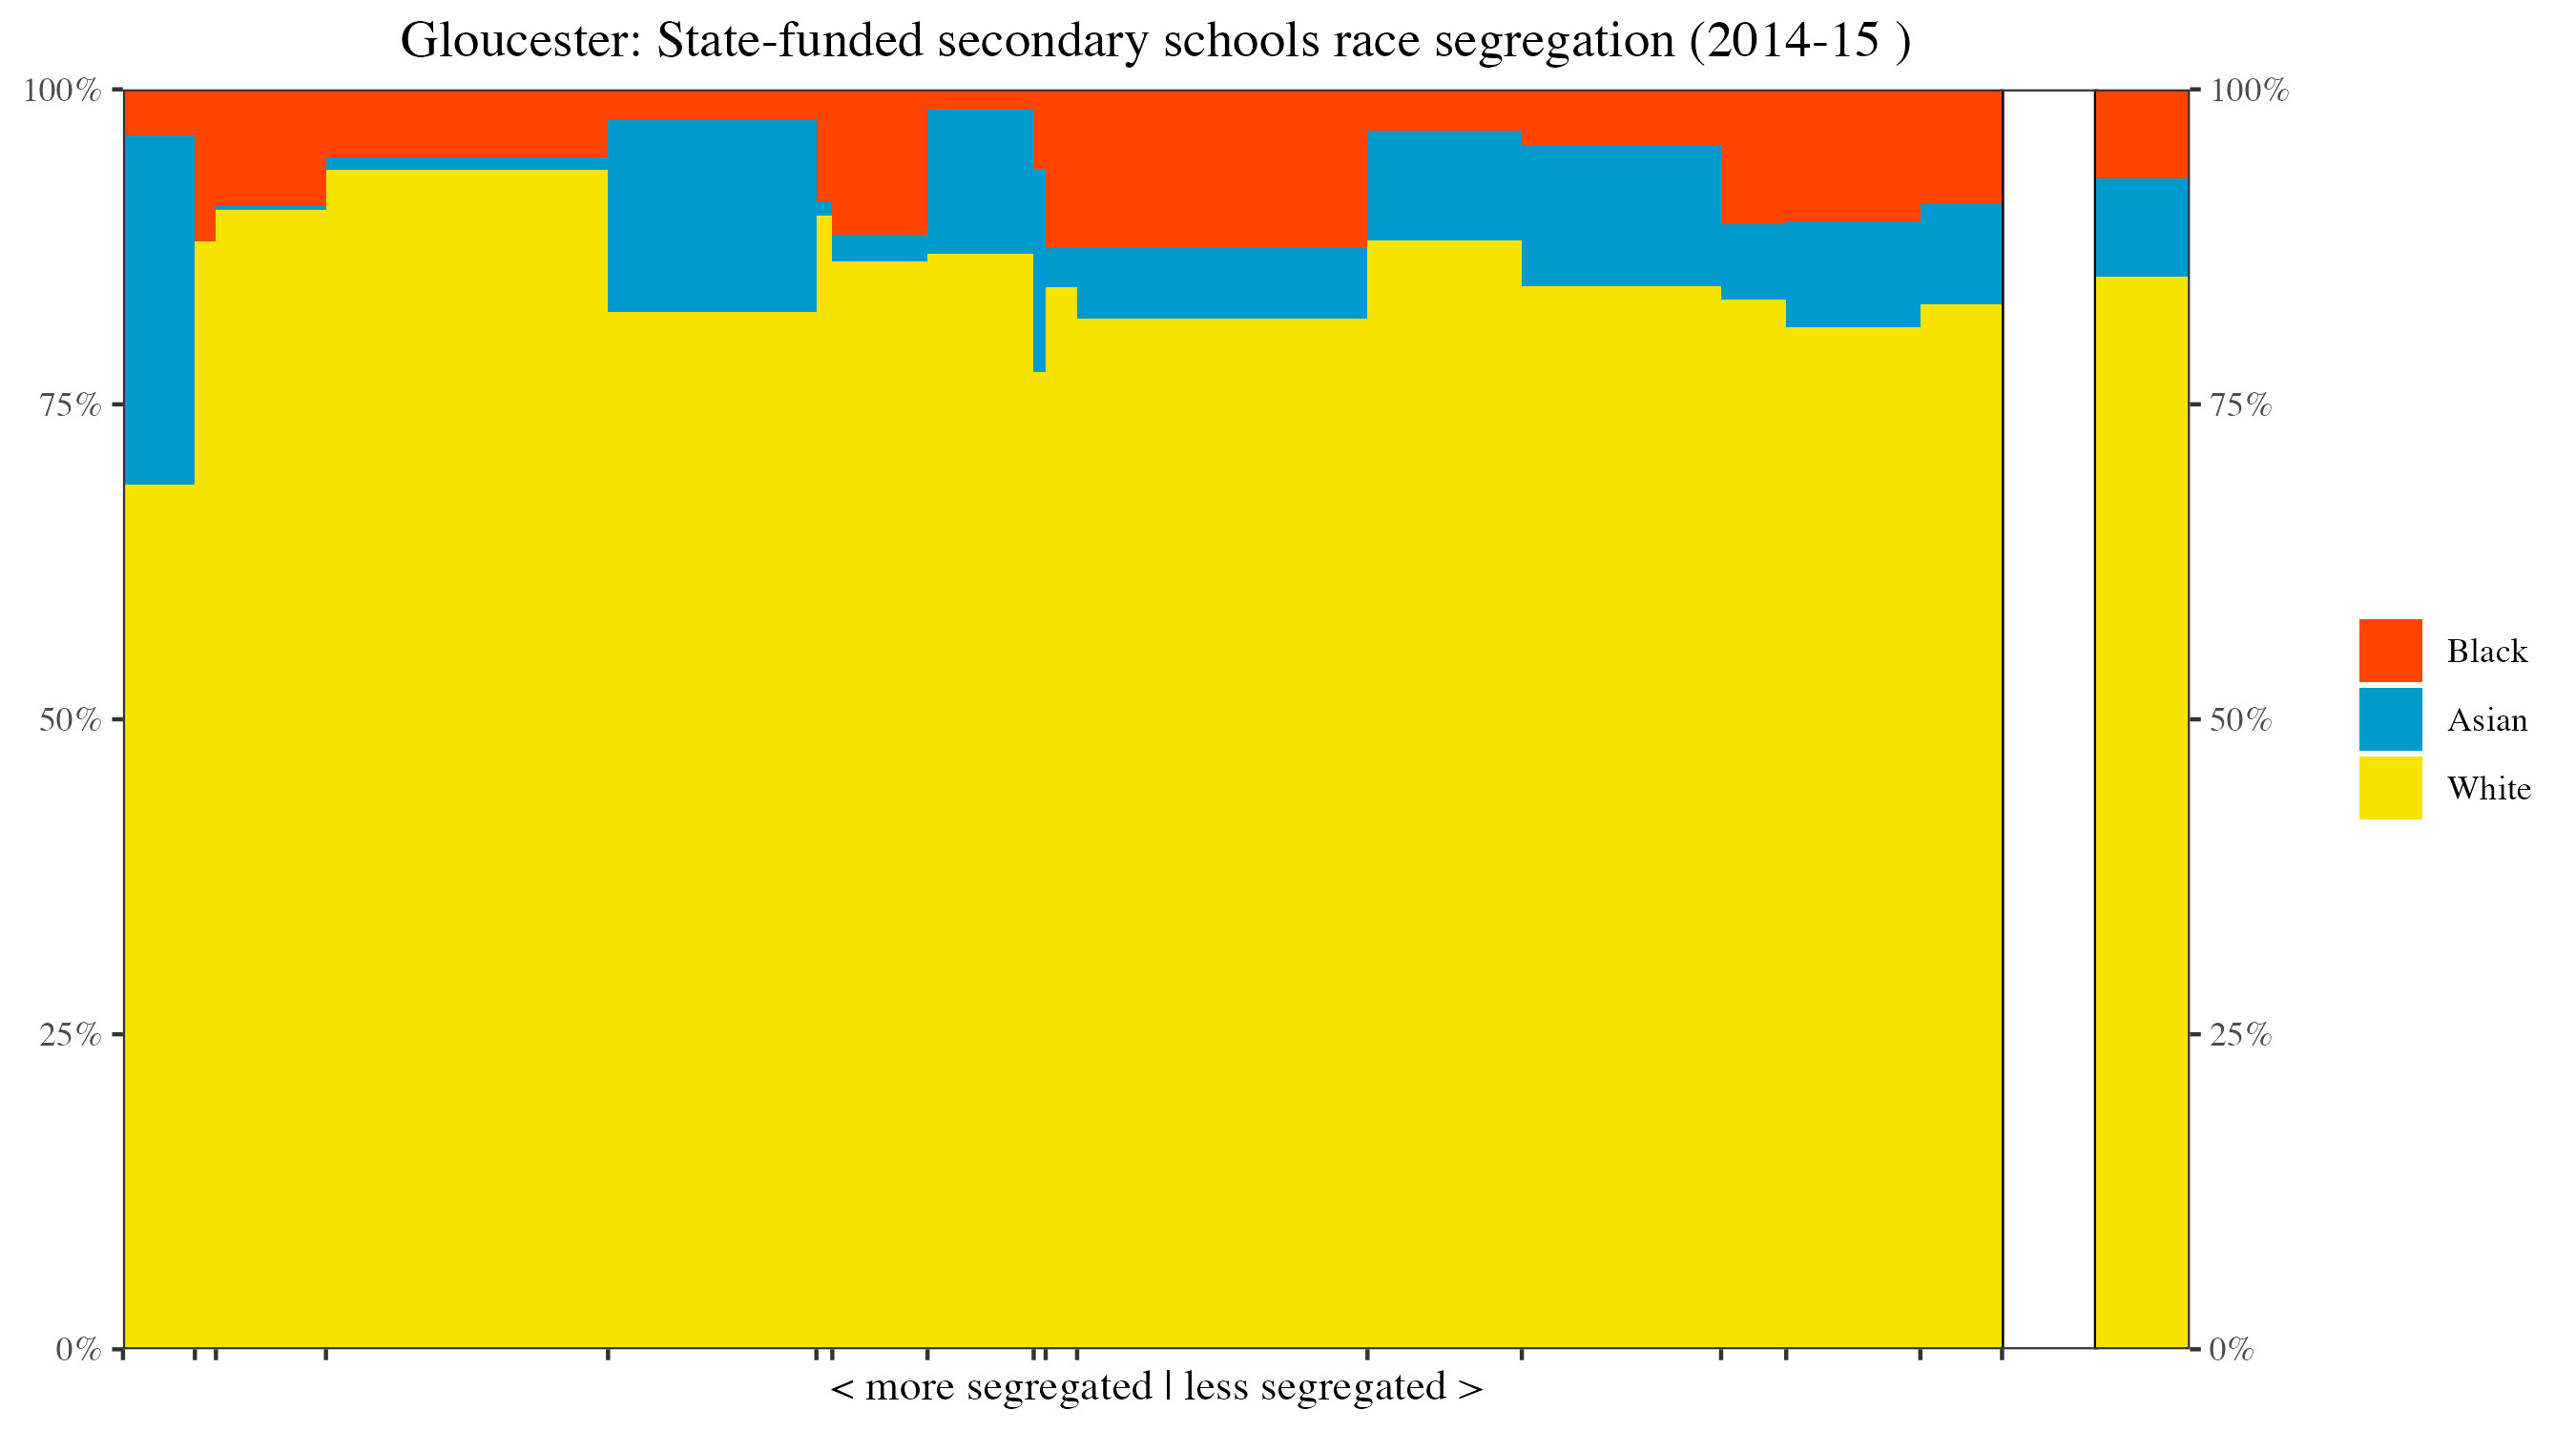 Gloucester: State-funded secondary schools race segregation (2014-15 )
100%
75%
50%
25%
0%
100%
75%
50%
25%
0%
Black
Asian
White
< more segregated | less segregated >